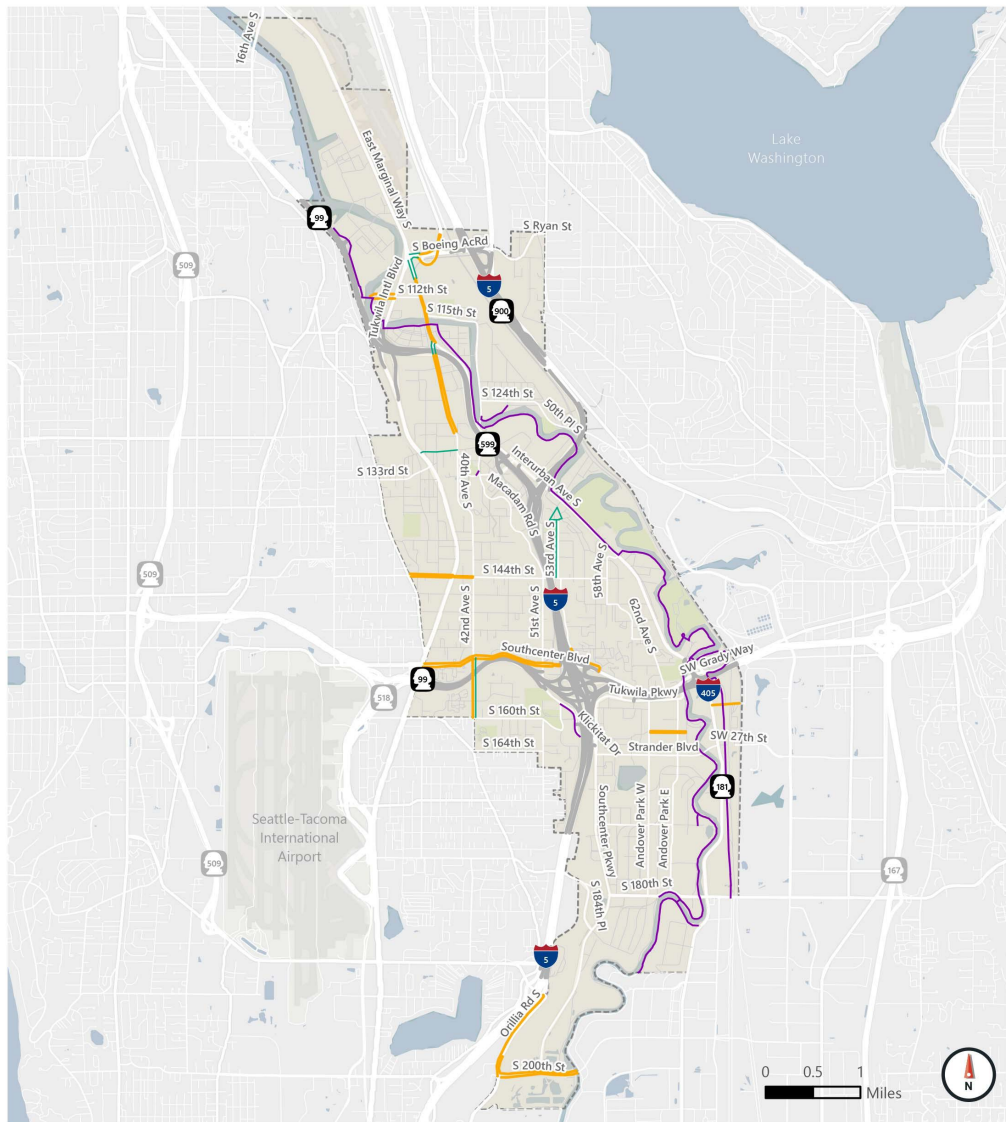 16th Ave S
Lake
Washington
East Marginal Way S
99
S Ryan St
S Boeing AcRd
509
5
Tukwila Intl Blvd
S 112th St
900
S 115th St
S 124th St
50th Pl S
599
Interurban Ave S
S 133rd St
40th Ave S
Macadam Rd S
53rd Ave S
509
S 144th St
58th Ave S
5
42nd Ave S
51st Ave S
62nd Ave S
Southcenter Blvd
SW Grady Way
99
518
Tukwila Pkwy
405
S 160th St
Klickitat Dr
SW 27th St
S 164th St
Strander Blvd
181
Southcenter Pkwy
Andover Park W
Andover Park E
Seattle-Tacoma
International
Airport
509
167
S 180th St
S 184th Pl
5
Orillia Rd S
S 200th St
0 0.5 1
Miles
N